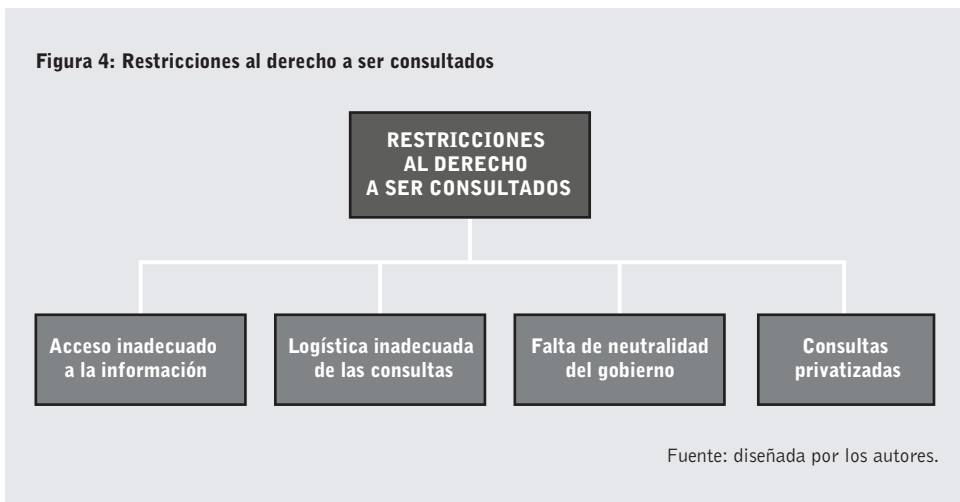 Figura 4: Restricciones al derecho a ser consultados
RESTRICCIONES
AL DERECHO
A SER CONSULTADOS
Acceso inadecuado
a la información
Logística inadecuada
de las consultas
Falta de neutralidad
del gobierno
Consultas
privatizadas
Fuente: diseñada por los autores.